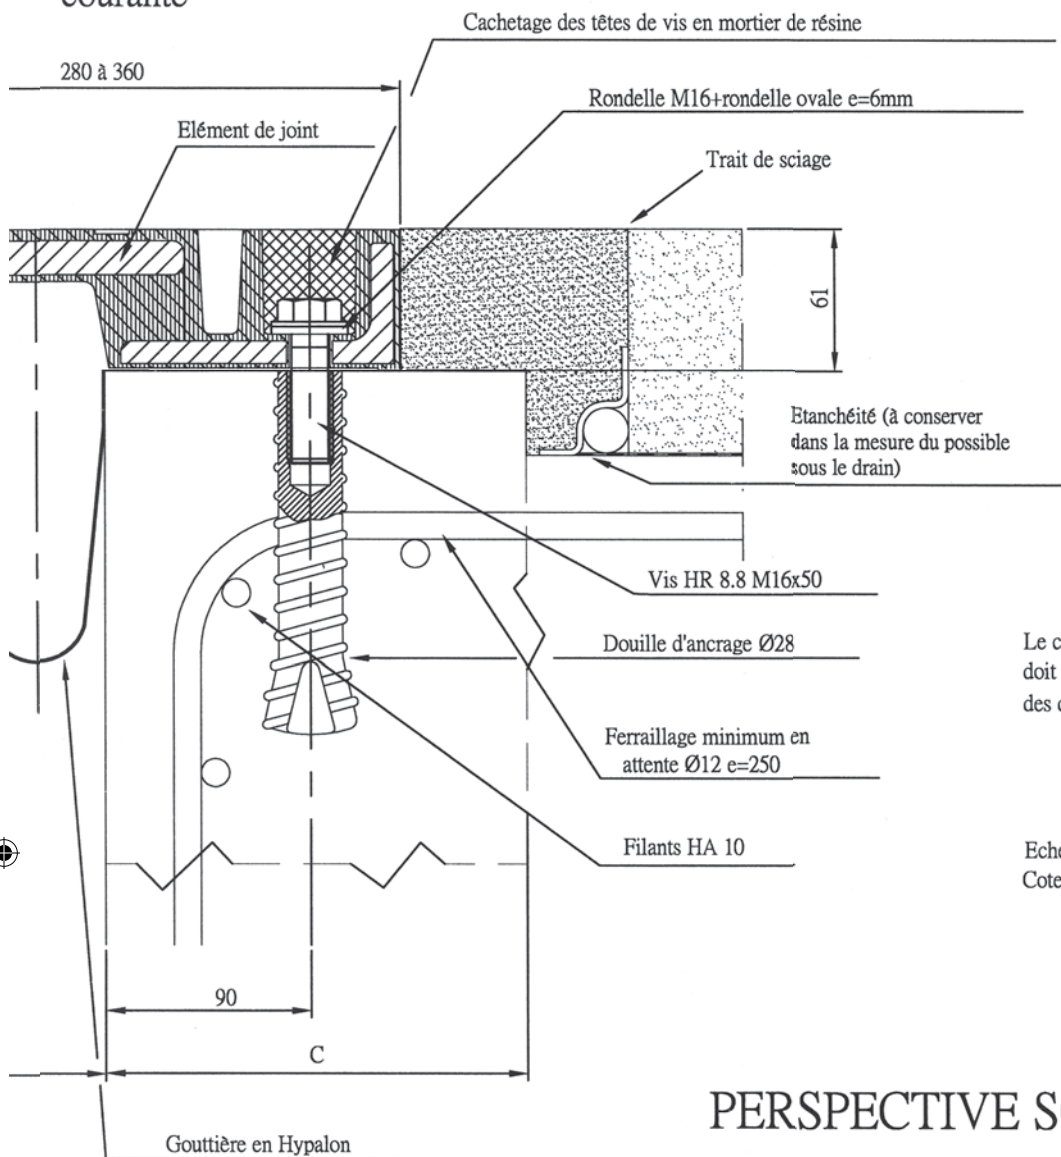 courante
Cachetage des têtes de vis en mortier de résine
280 à 360
Rondelle M16+rondelle ovale e=6mm
Elément de joint
Trait de sciage
61
Etanchéité (à conserver
dans la mesure du possible
sous le drain)
Vis HR 8.8 M16x50
Douille d'ancrage Ø28
Le c
doit
des
Ferraillage minimum en
attente Ø12 e=250
Filants HA 10
Eche
Cote
90
C
PERSPECTIVE S
Gouttière en Hypalon